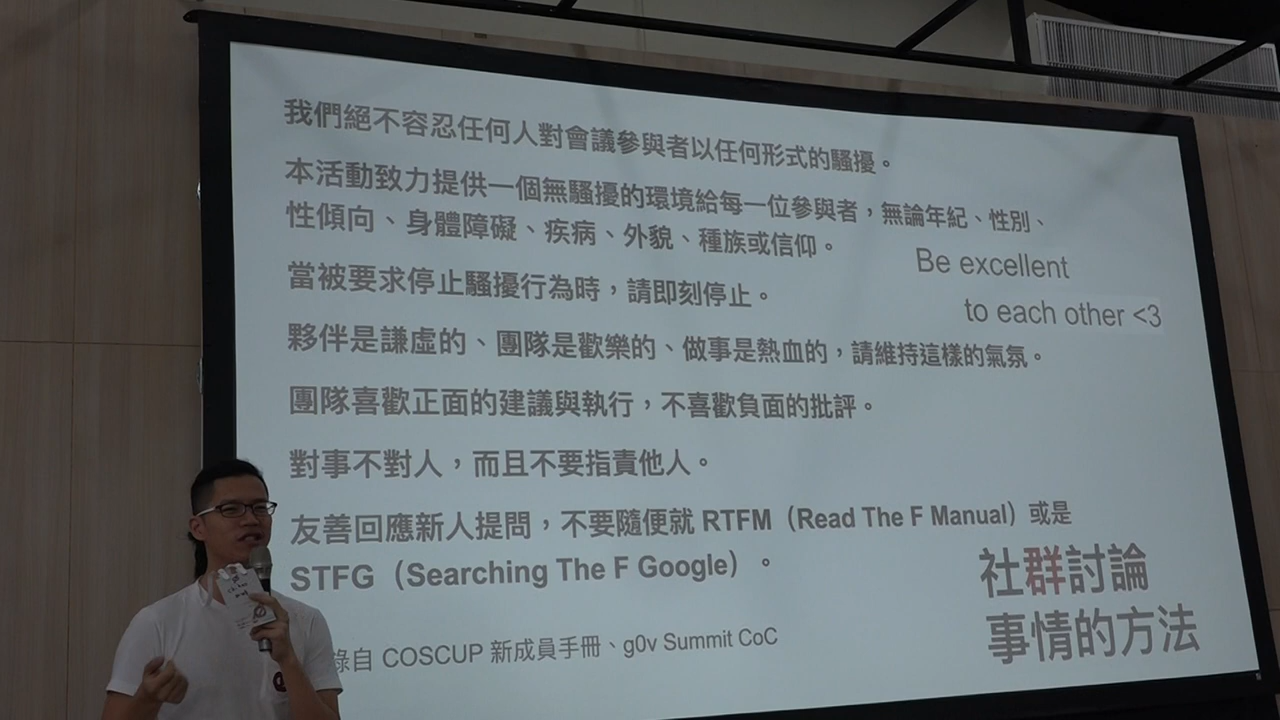 我們絕不容忍任何人對會議參與者以任何形式的騷擾。
本活動致力提供一個無騷擾的環境給每一位參與者，無論年紀、性別、
性傾向、身體障礙、疾病、外貌、種族或信仰。
Be excellent
to each other <3
當被要求停止騷擾行為時，請即刻停止。
夥伴是謙虛的、團隊是歡樂的、做事是熱血的，請維持這樣的氣氛。
團隊喜歡正面的建議與執行，不喜歡負面的批評。
對事不對人，而且不要指責他人。
友善回應新人提問，不要隨便就 RTFM（Read The F Manual）或是
STFG（Searching The F Google）。
錄自 COSCUP 新成員手冊、g0v Summit CoC
社群討論
事情的方法